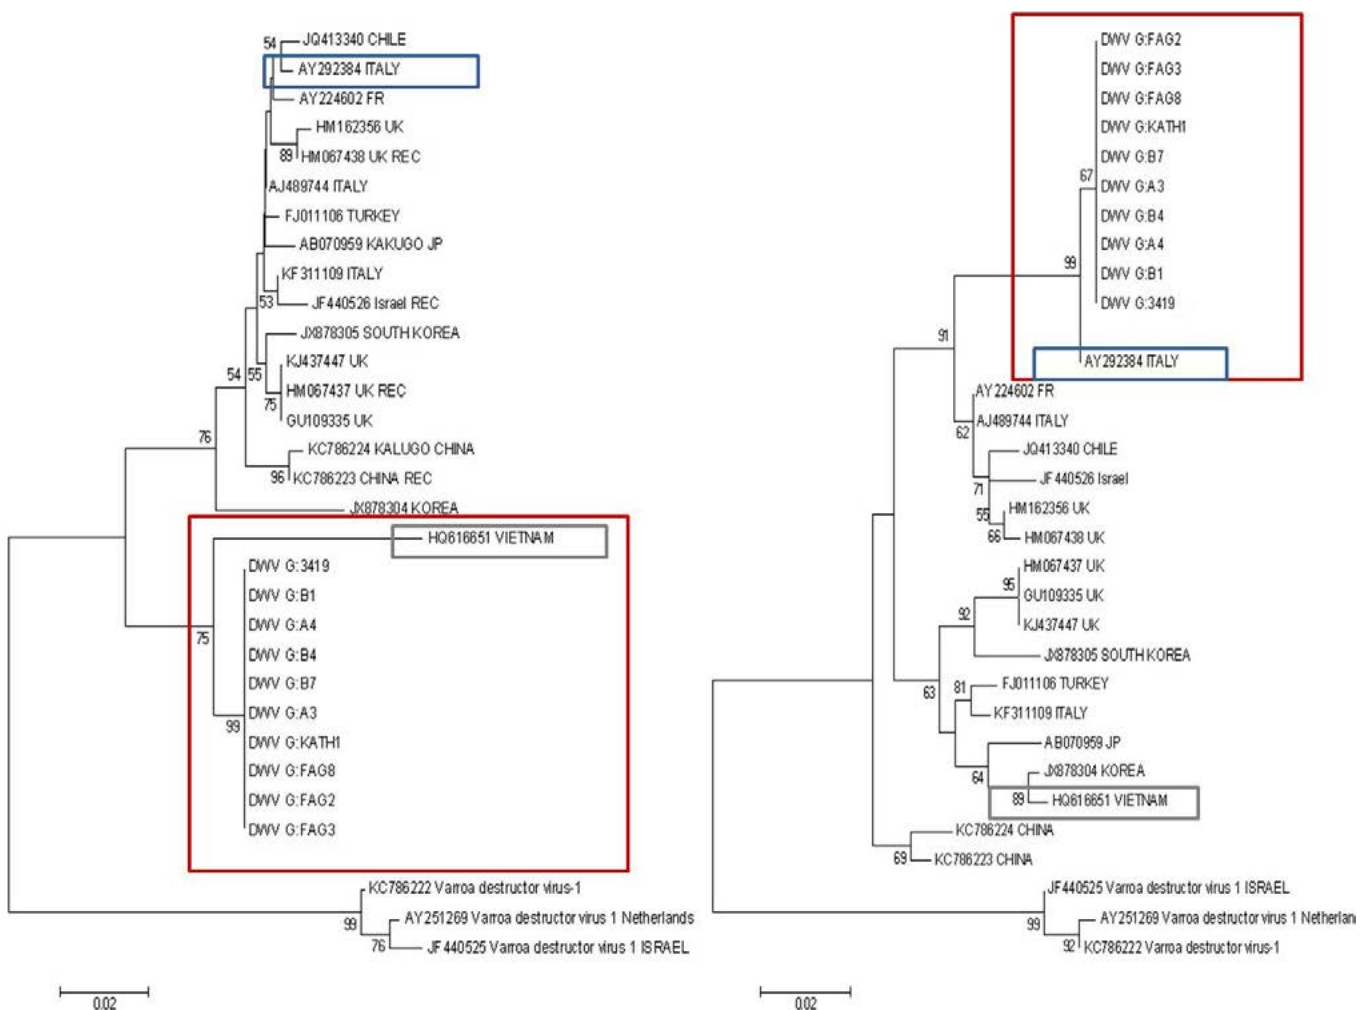 54
JQ413340 CHILE
AY292384 ITALY
AY224602 FR
HM162356 UK
89
HM067438 UK REC
AJ489744 ITALY
FJ011106 TURKEY
AB070959 KAKUGO JP
KF311109 ITALY
53
JF440526 Israel REC
JX878305 SOUTH KOREA
KJ437447 UK
54
55
HM067437 UK REC
75
GU109335 UK
76
KC786224 KALUGO CHINA
96
KC786223 CHINA REC
JX878304 KOREA
HQ616651 VIETNAM
DWV G:3419
DWV G:B1
DWV G:A4
75
DWV G:B4
DWV G:B7
DWV G:A3
99
DWV G:KATH1
DWV G:FAG8
DWV G:FAG2
DWV G:FAG3
KC786222 Varroa destructor virus-1
99
AY251269 Varroa destructor virus 1 Netherlands
76
JF440525 Varroa destructor virus 1 ISRAEL
0.02
DWV G:FAG2
DWV G:FAG3
DWV G:FAG8
DWV G:KATH1
DWV G:B7
67
DWV G:A3
DWV G:B4
DWV G:A4
99
DWV G:B1
DWV G:3419
91
AY292384 ITALY
AY224602 FR
AJ489744 ITALY
62
JQ413340 CHILE
JF440526 Israel
71
HM162356 UK
55
66
HM067438 UK
HM067437 UK
95
GU109335 UK
92
KJ437447 UK
JX878305 SOUTH KOREA
FJ011106 TURKEY
81
63
KF311109 ITALY
AB070959 JP
JX878304 KOREA
64
89
HQ616651 VIETNAM
KC786224 CHINA
69
KC786223 CHINA
JF440525 Varroa destructor virus 1 ISRAEL
99
AY251269 Varroa destructor virus 1 Netherlan
92
KC786222 Varroa destructor virus-1
0.02